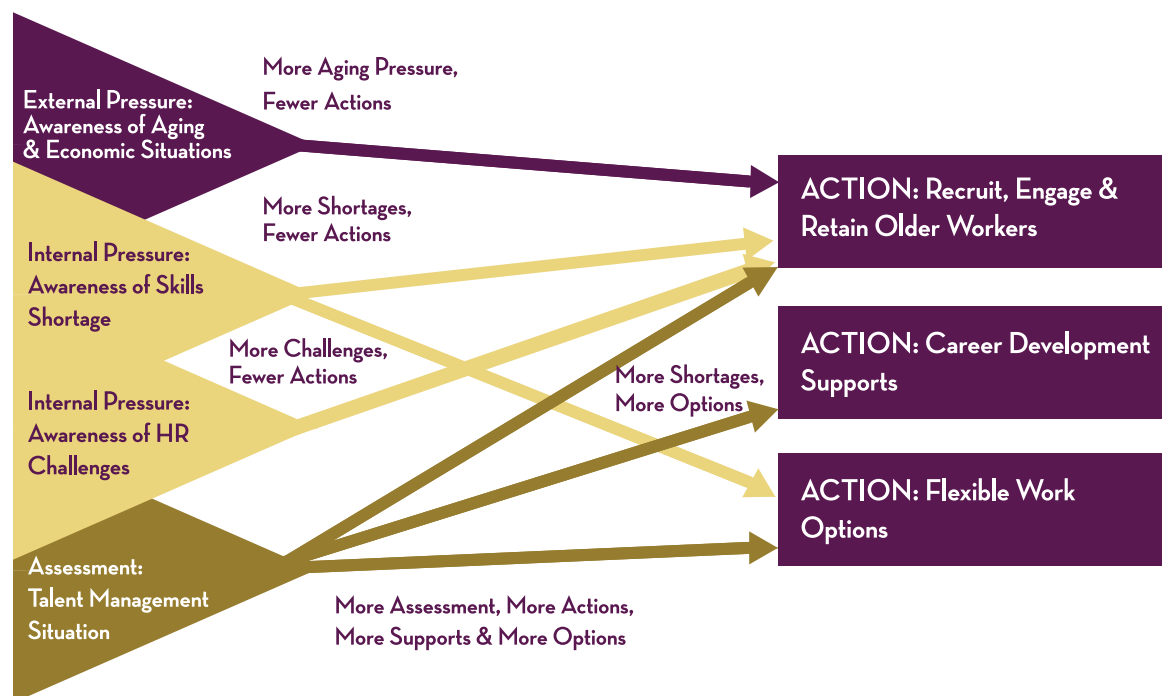 More Aging Pressure,
Fewer Actions
External Pressure:
Awareness of Aging
& Economic Situations
More Shortages,
Fewer Actions
Internal Pressure:
Awareness of Skills
Shortage
More Challenges,
Fewer Actions
Internal Pressure:
Awareness of HR
Challenges
More Shortages,
More Options
Assessment:
Talent Management
Situation
More Assessment, More Actions,
More Supports & More Options
ACTION: Recruit, Engage &
Retain Older Workers
ACTION: Career Development
Supports
ACTION: Flexible Work
Options